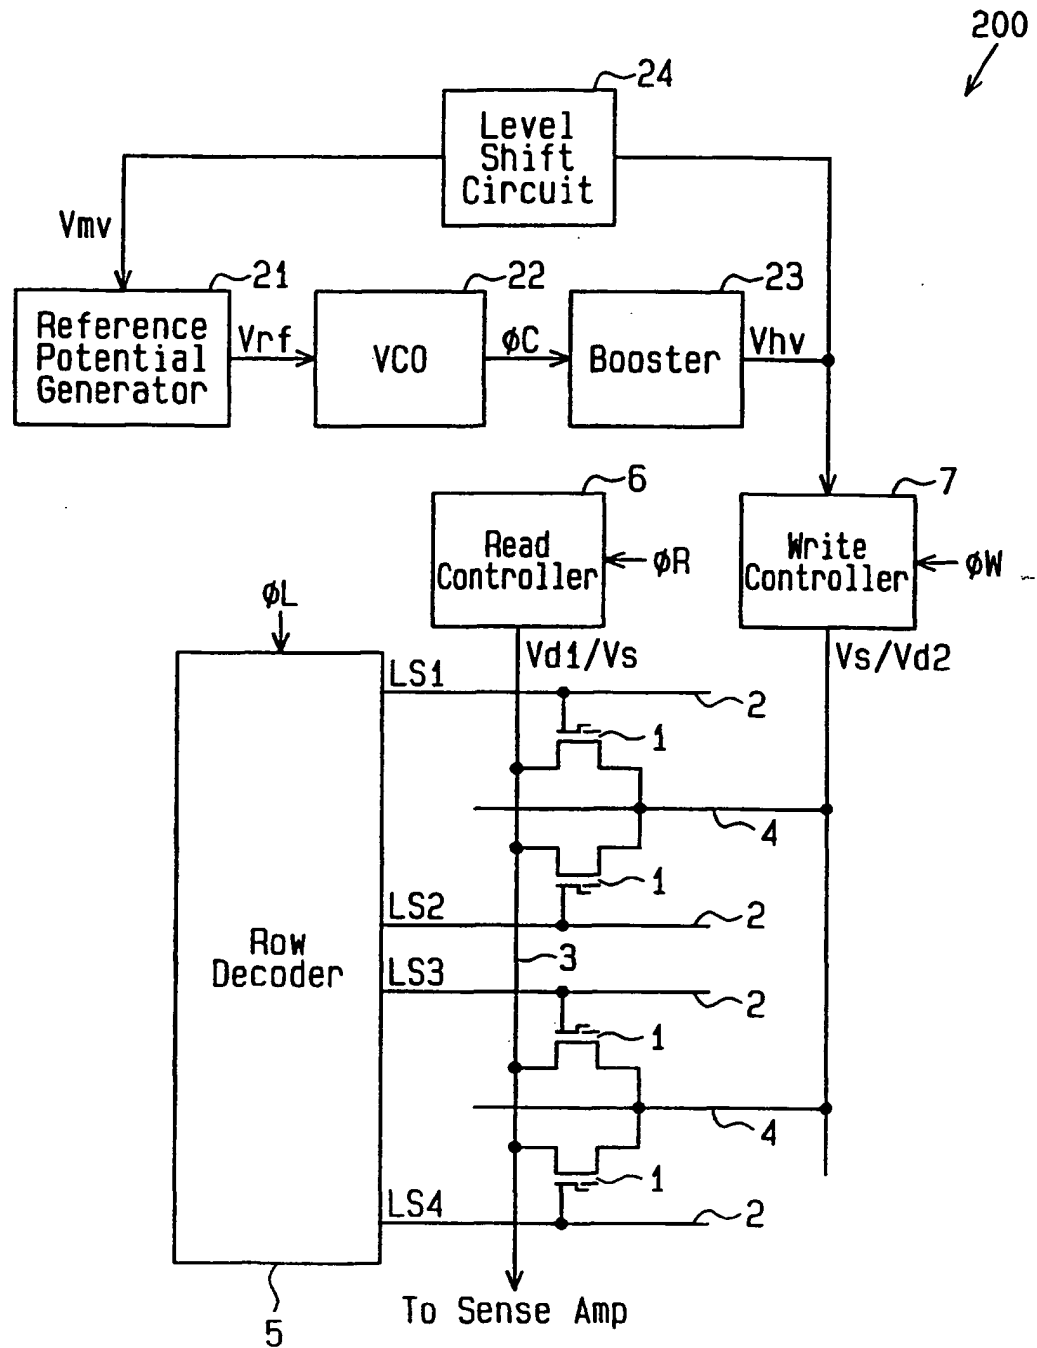 200
24
Level
Shift
Circuit
Vmv
21
22
23
Reference
Potential
Generator
Vrf
VCO
φC
Booster
Vhv
6
7
Read
Controller
φR
Write
Controller
φW
φL
Vd1/Vs
Vs/Vd2
LS1
2
1
4
1
LS2
2
Row
Decoder
3
LS3
2
1
4
1
LS4
2
5
To Sense Amp